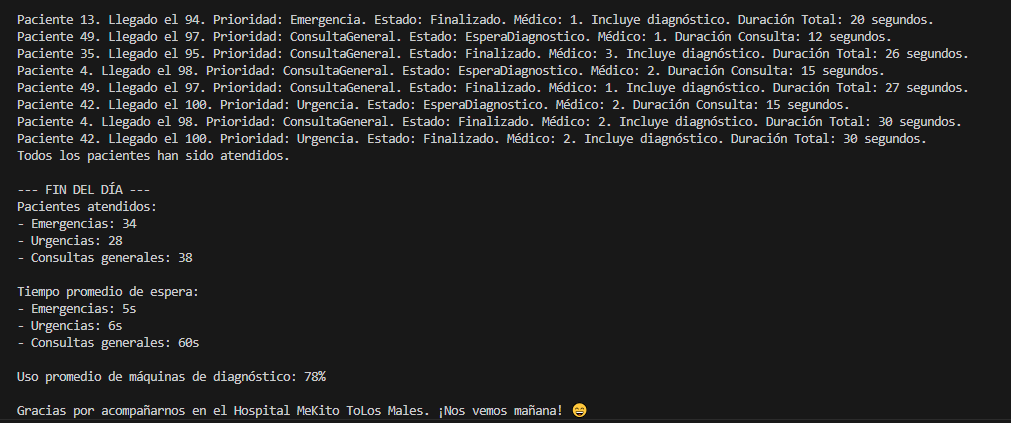 Paciente 13. Llegado el 94. Prioridad: Emergencia. Estado: Finalizado. Médico: 1. Incluye diagnóstico. Duración Total: 20 segundos.
Paciente 49. Llegado el 97. Prioridad: ConsultaGeneral. Estado: EsperaDiagnostico. Médico: 1. Duración Consulta: 12 segundos.
Paciente 35. Llegado el 95. Prioridad: ConsultaGeneral. Estado: Finalizado. Médico: 3. Incluye diagnóstico. Duración Total: 26 segundos.
Paciente 4. Llegado el 98. Prioridad: ConsultaGeneral. Estado: EsperaDiagnostico. Médico: 2. Duración Consulta: 15 segundos.
Paciente 49. Llegado el 97. Prioridad: ConsultaGeneral. Estado: Finalizado. Médico: 1. Incluye diagnóstico. Duración Total: 27 segundos.
Paciente 42. Llegado el 100. Prioridad: Urgencia. Estado: EsperaDiagnostico. Médico: 2. Duración Consulta: 15 segundos.
Paciente 4. Llegado el 98. Prioridad: ConsultaGeneral. Estado: Finalizado. Médico: 2. Incluye diagnóstico. Duración Total: 30 segundos.
Paciente 42. Llegado el 100. Prioridad: Urgencia. Estado: Finalizado. Médico: 2. Incluye diagnóstico. Duración Total: 30 segundos.
Todos los pacientes han sido atendidos.
--- FIN DEL DÍA ---
Pacientes atendidos:
- Emergencias: 34
- Urgencias: 28
- Consultas generales: 38
Tiempo promedio de espera:
- Emergencias: 5s
- Urgencias: 6s
- Consultas generales: 60s
Uso promedio de máquinas de diagnóstico: 78%
Gracias por acompañarnos en el Hospital MeKito ToLos Males. ¡Nos vemos mañana! 😄